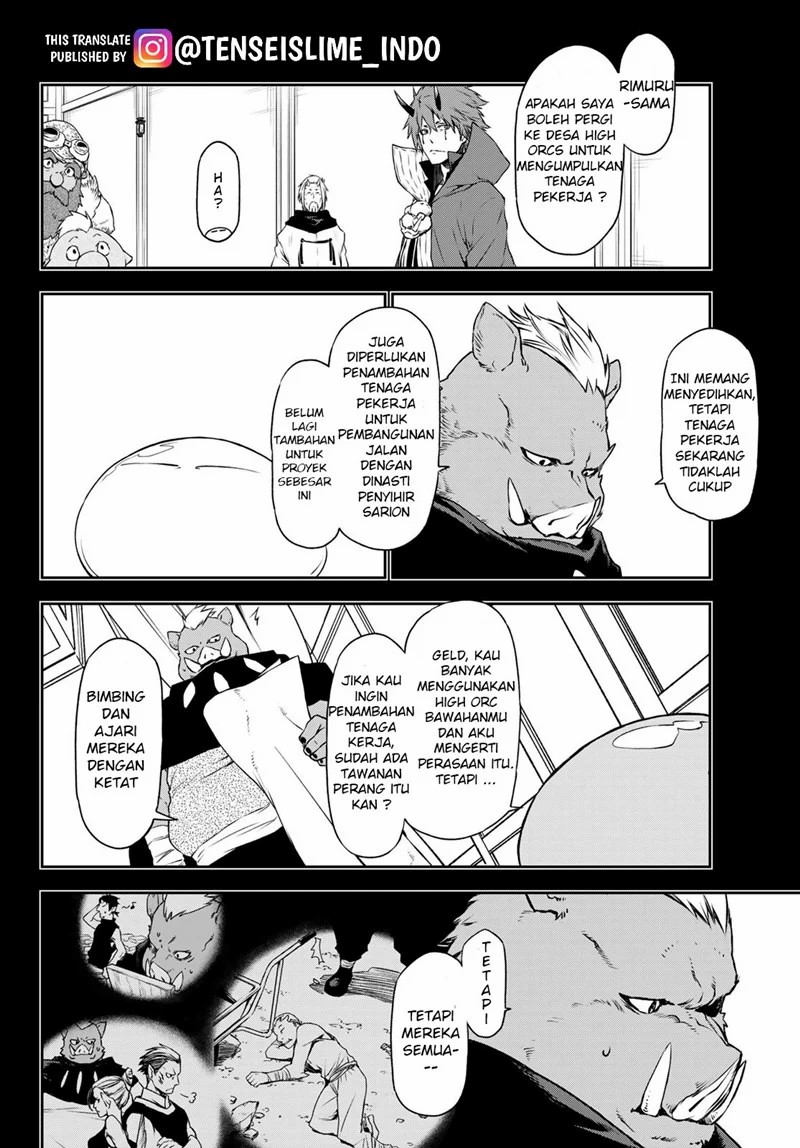 THIS TRANSLATE
PUBLISHED BY
@TENSEISLIME_INDO
RIMURU
-SAMA
APAKAH SAYA
BOLEH PERGI
KE DESA HIGH
ORCS UNTUK
MENGUMPULKAN
TENAGA
PEKERJA ?
HA?
INI MEMANG
MENYEDIHKAN,
TETAPI
TENAGA
PEKERJA
SEKARANG
TIDAKLAH
CUKUP
JUGA
DIPERLUKAN
PENAMBAHAN
TENAGA
PEKERJA
UNTUK
PEMBANGUNAN
JALAN
DENGAN
DINASTI
PENYIHIR
SARION
BELUM
LAGI
TAMBAHAN
UNTUK
PROYEK
SEBESAR
INI
GELD, KAU
BANYAK
MENGGUNAKAN
HIGH ORC
BAWAHANMU
DAN AKU
MENGERTI
PERASAAN ITU.
TETAPI ...
JIKA KAU
INGIN
PENAMBAHAN
TENAGA
KERJA,
SUDAH ADA
TAWANAN
PERANG ITU
KAN ?
BIMBING
DAN
AJARI
MEREKA
DENGAN
KETAT
TETAPI
TETAPI
MEREKA
SEMUA-
--